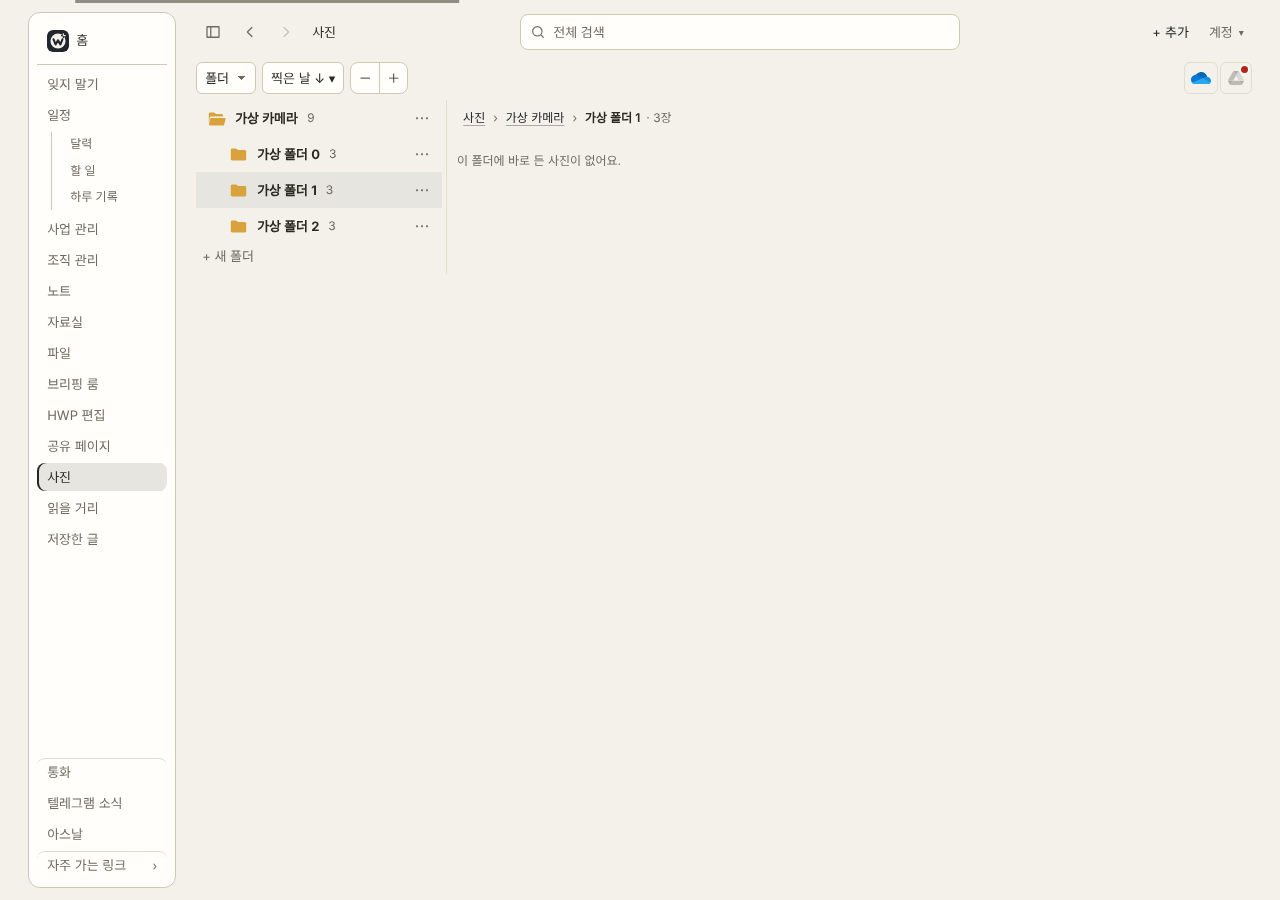 홈
잊지 말기
일정
달력
할 일
하루 기록
사업 관리
조직 관리
노트
자료실
파일
브리핑 룸
HWP 편집
공유 페이지
사진
읽을 거리
저장한 글
통화
텔레그램 소식
아스날
자주 가는 링크 ›
사진
전체 검색
+ 추가
계정 ▾
폴더
찍은 날 ↓ ▾
− +
가상 카메라 9 ···
가상 폴더 0 3 ···
가상 폴더 1 3 ···
가상 폴더 2 3 ···
+ 새 폴더
사진 › 가상 카메라 › 가상 폴더 1 · 3장
이 폴더에 바로 든 사진이 없어요.